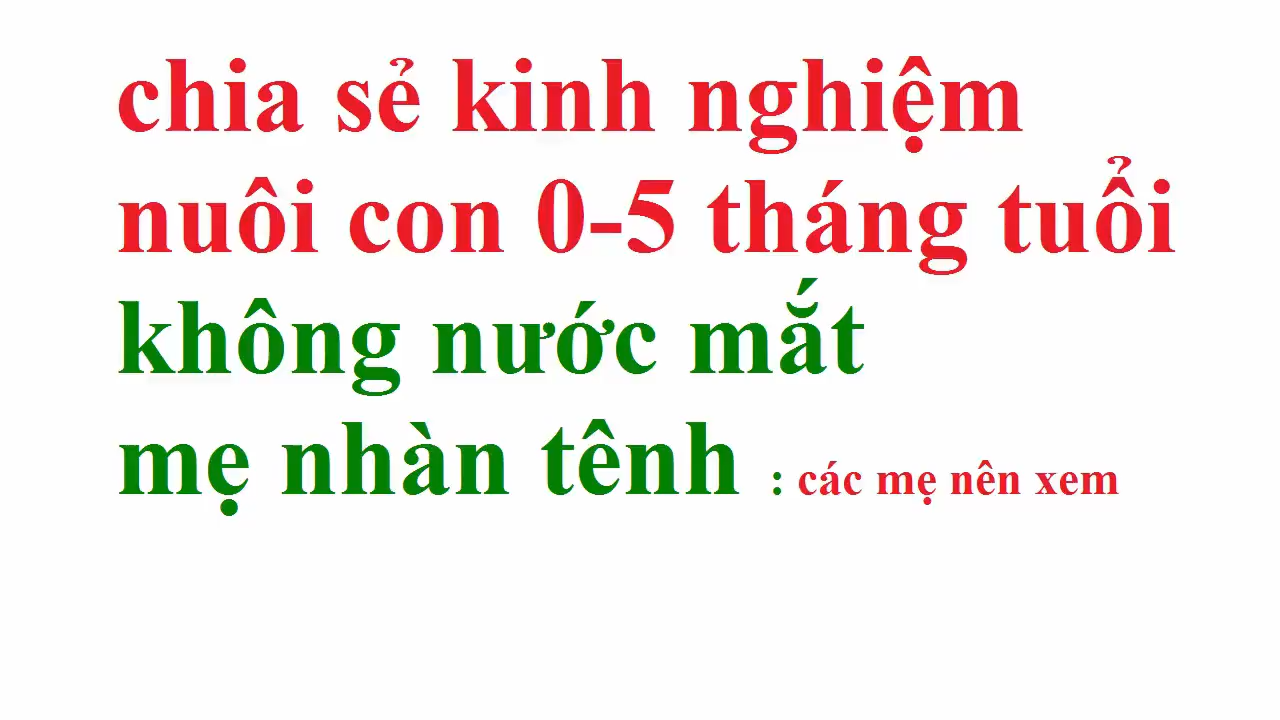 chia sẻ kinh nghiệm
nuôi con 0-5 tháng tuổi
không nước mắt
mẹ nhàn tênh : các mẹ nên xem